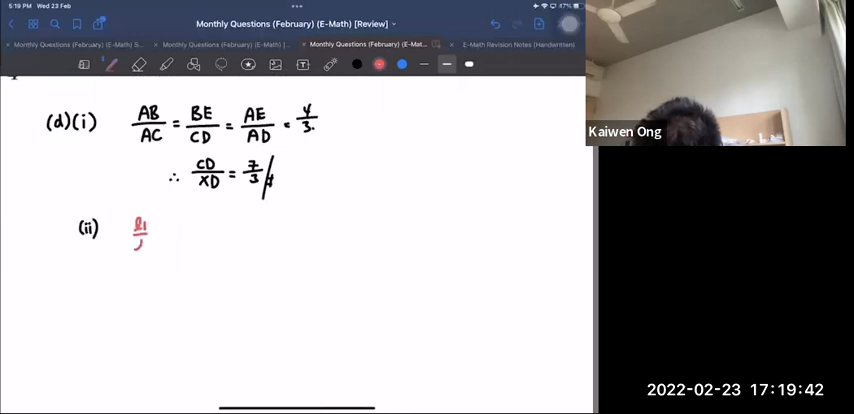 5:19 PM Wed 23 Feb
47%
Monthly Questions (February) (E-Math) [Review]
Monthly Questions (February) (E-Math) S...
Monthly Questions (February) (E-Math) [...
Monthly Questions (February) (E-Mat...
E-Math Revision Notes (Handwritten)
(d)(i) AB/AC = BE/CD = AE/AD = 4/3
∴ CD/XD = 7/3
(ii) l1
Kaiwen Ong
2022-02-23 17:19:42